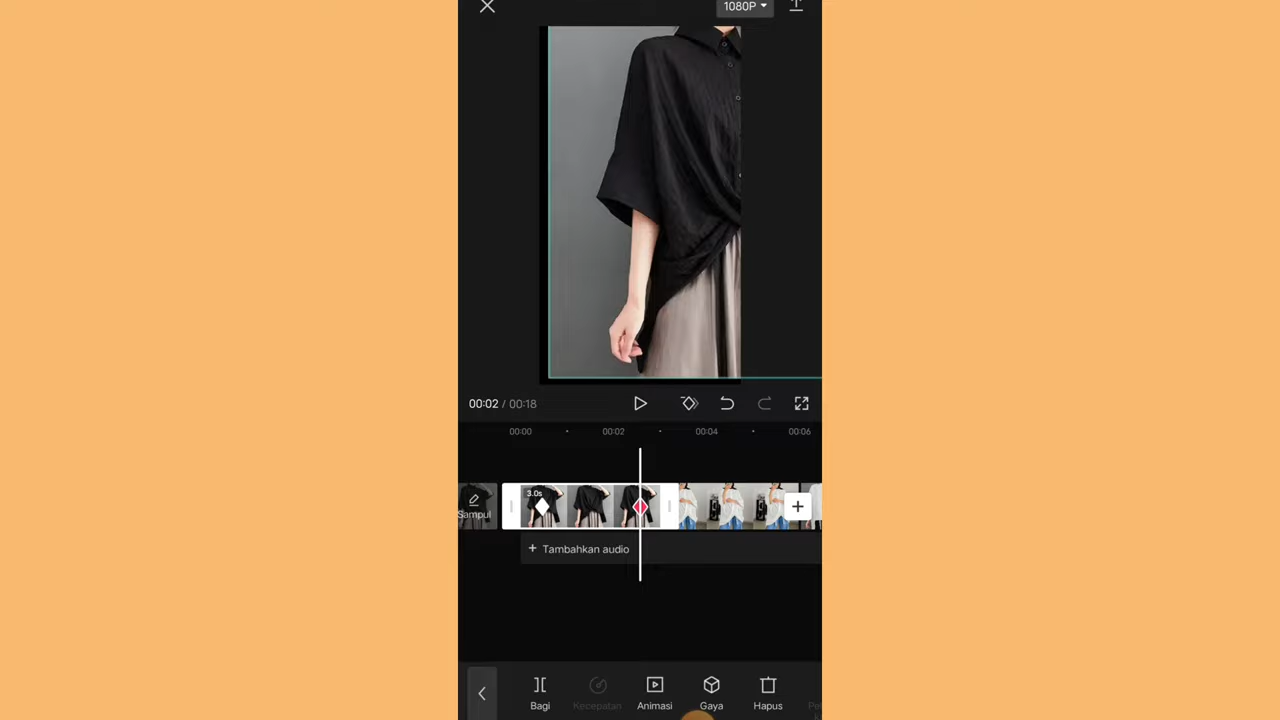 1080P
00:02 / 00:18
00:00
00:02
00:04
00:06
3.0s
Sampul
+ Tambahkan audio
Bagi
Kecepatan
Animasi
Gaya
Hapus